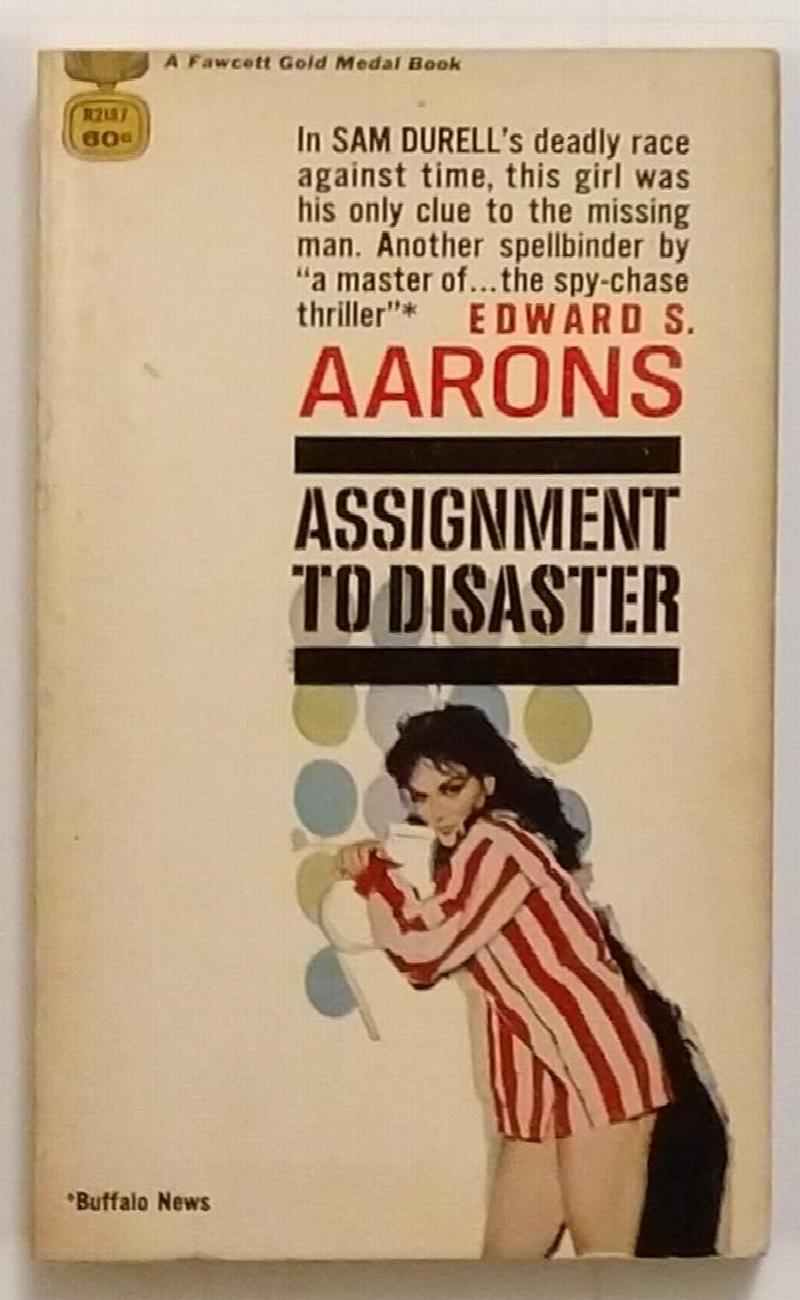 A Fawcett Gold Medal Book
R2187
60¢
In SAM DURELL's deadly race
against time, this girl was
his only clue to the missing
man. Another spellbinder by
“a master of...the spy-chase
thriller”* EDWARD S.
AARONS
ASSIGNMENT
TO DISASTER
*Buffalo News